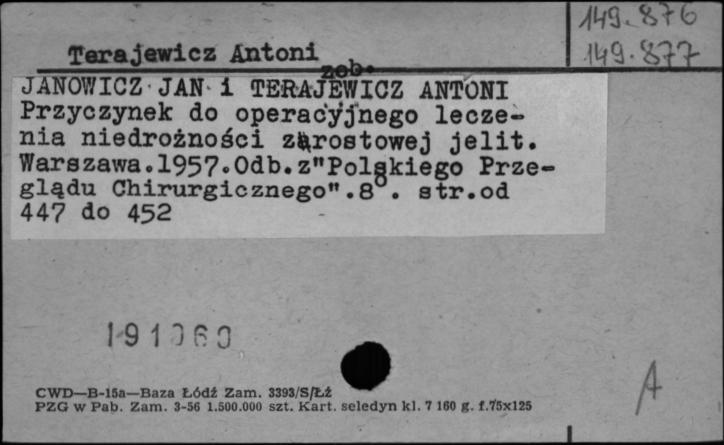 149.876
149.877
Terajewicz Antoni
zob.
JANOWICZ JAN i TERAJEWICZ ANTONI
Przyczynek do operacyjnego lecze-
nia niedrożności zarostowej jelit.
Warszawa.1957.Odb.z"Polskiego Prze-
glądu Chirurgicznego".8°. str.od
447 do 452
191060
A
CWD—B-15a—Baza Łódź Zam. 3393/S/Łż
PZG w Pab. Zam. 3-56 1.500.000 szt. Kart. seledyn kl. 7 160 g. f.75x125